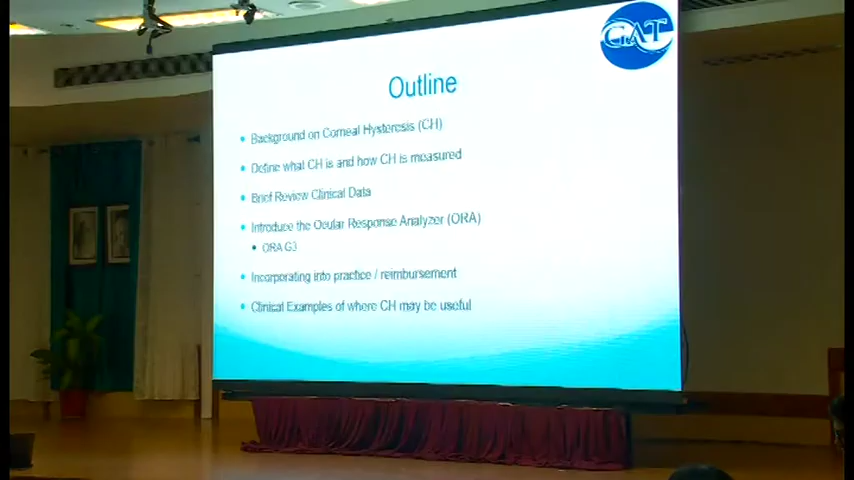 GAT
Outline
Background on Corneal Hysteresis (CH)
Define what CH is and how CH is measured
Brief Review Clinical Data
Introduce the Ocular Response Analyzer (ORA)
ORA G3
Incorporating into practice / reimbursement
Clinical Examples of where CH may be useful